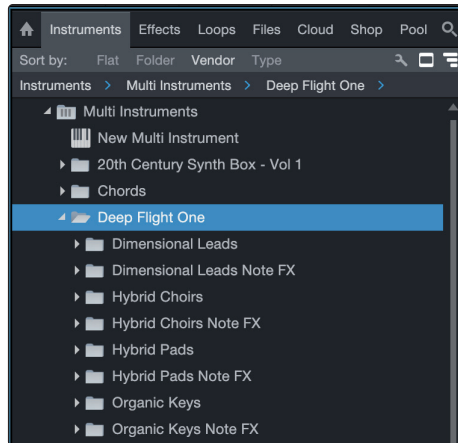 Instruments Effects Loops Files Cloud Shop Pool
Sort by: Flat Folder Vendor Type
Instruments > Multi Instruments > Deep Flight One >
Multi Instruments
New Multi Instrument
20th Century Synth Box - Vol 1
Chords
Deep Flight One
Dimensional Leads
Dimensional Leads Note FX
Hybrid Choirs
Hybrid Choirs Note FX
Hybrid Pads
Hybrid Pads Note FX
Organic Keys
Organic Keys Note FX